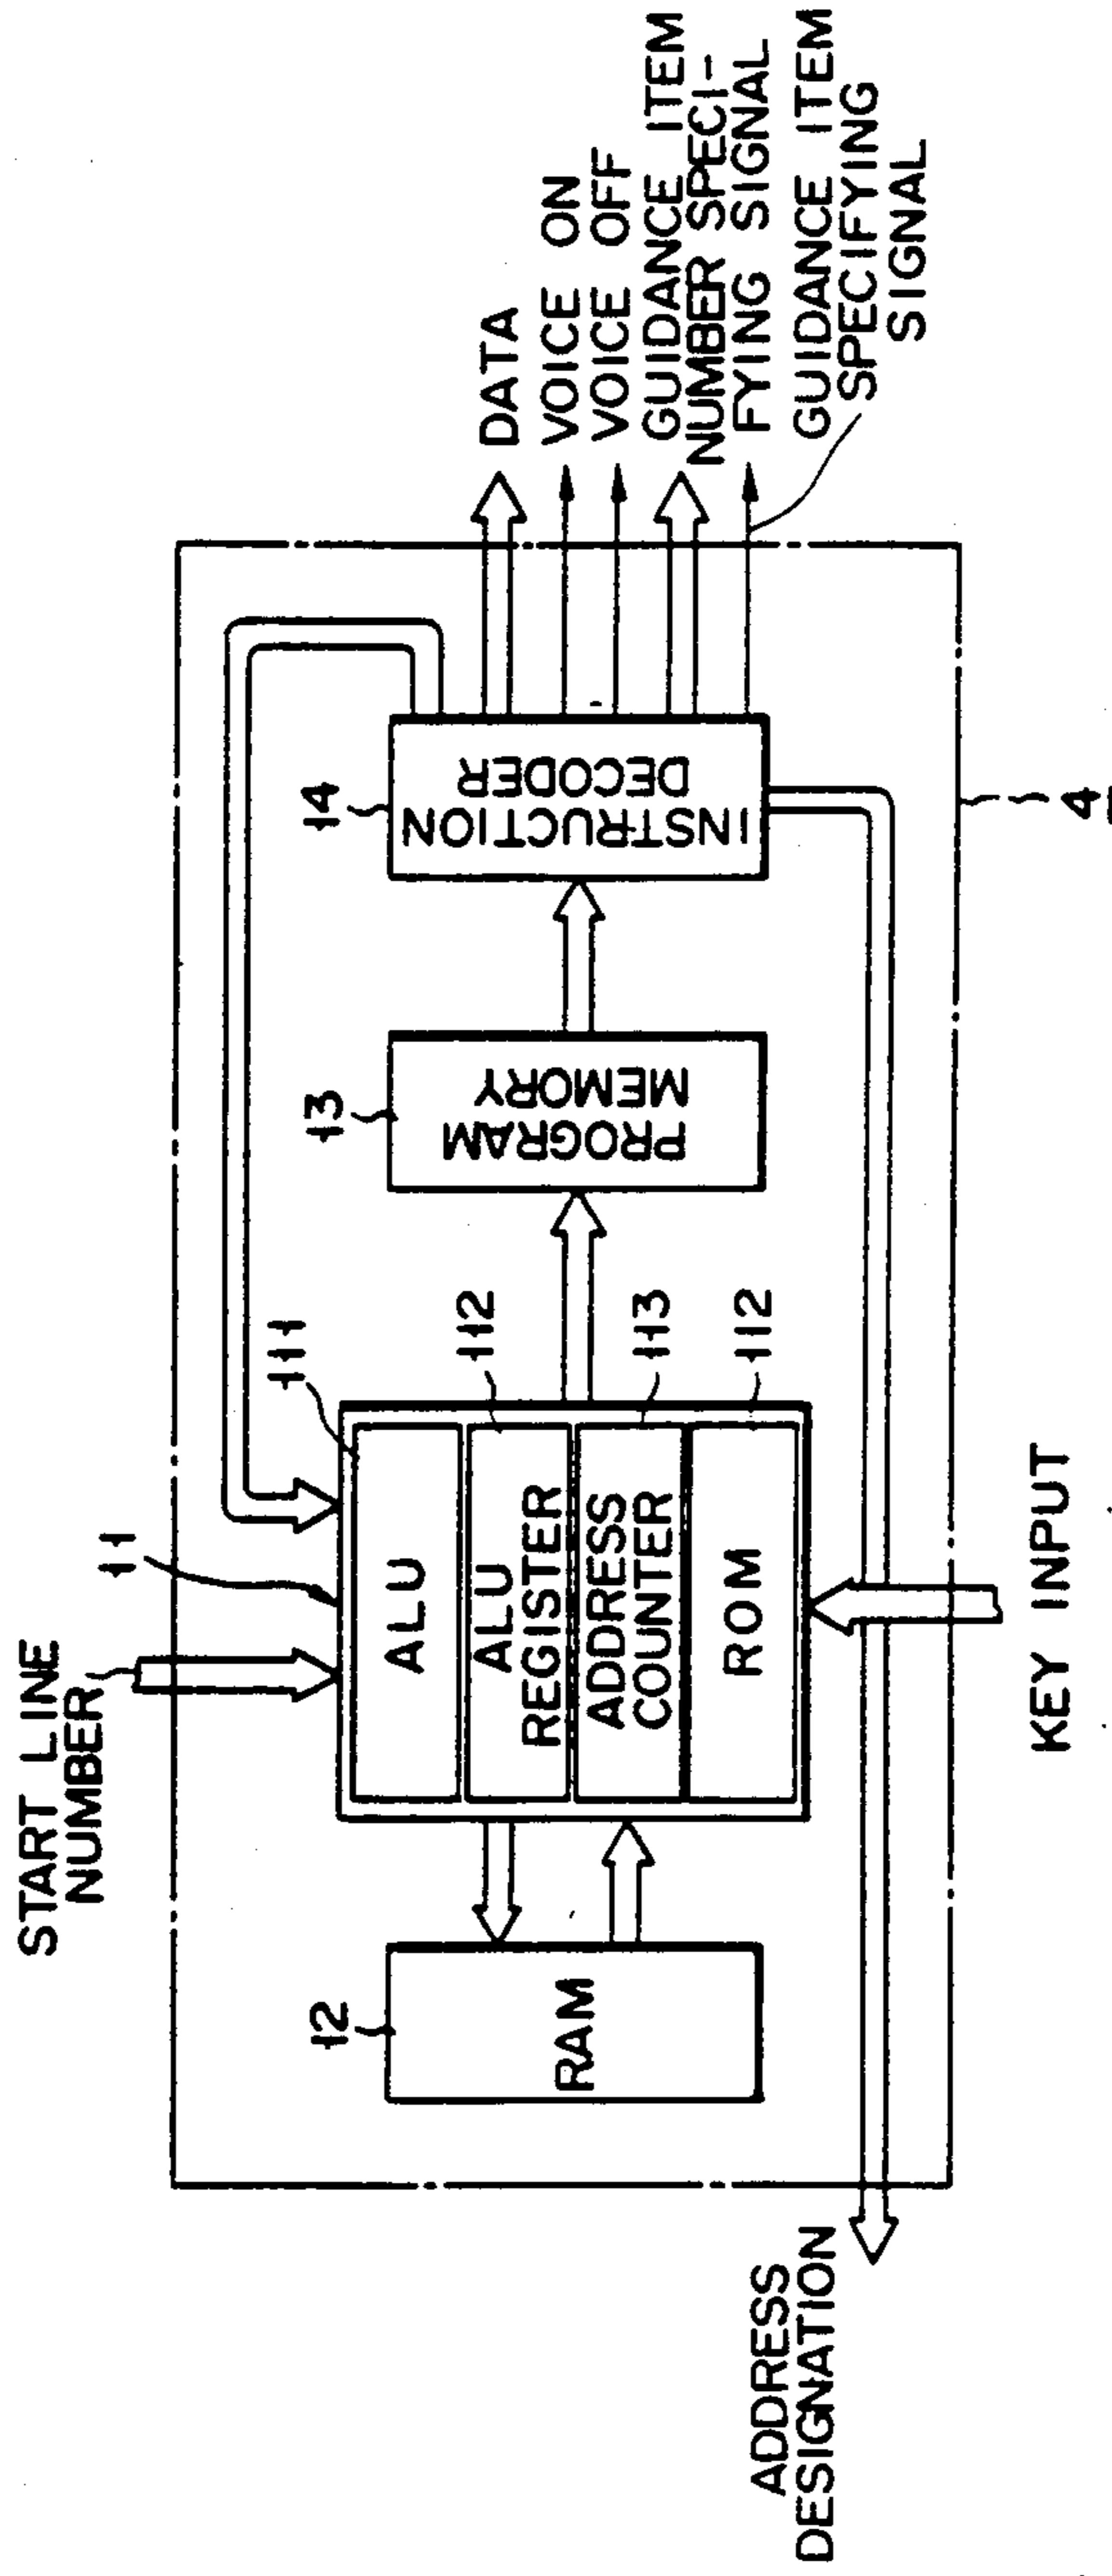 START LINE
NUMBER
11
111
ALU
112
ALU
REGISTER
113
ADDRESS
COUNTER
112
ROM
12
RAM
13
PROGRAM
MEMORY
14
INSTRUCTION
DECODER
DATA
VOICE ON
VOICE OFF
GUIDANCE ITEM
NUMBER SPECI-
FYING SIGNAL
GUIDANCE ITEM
SPECIFYING
SIGNAL
4
KEY INPUT
ADDRESS
DESIGNATION